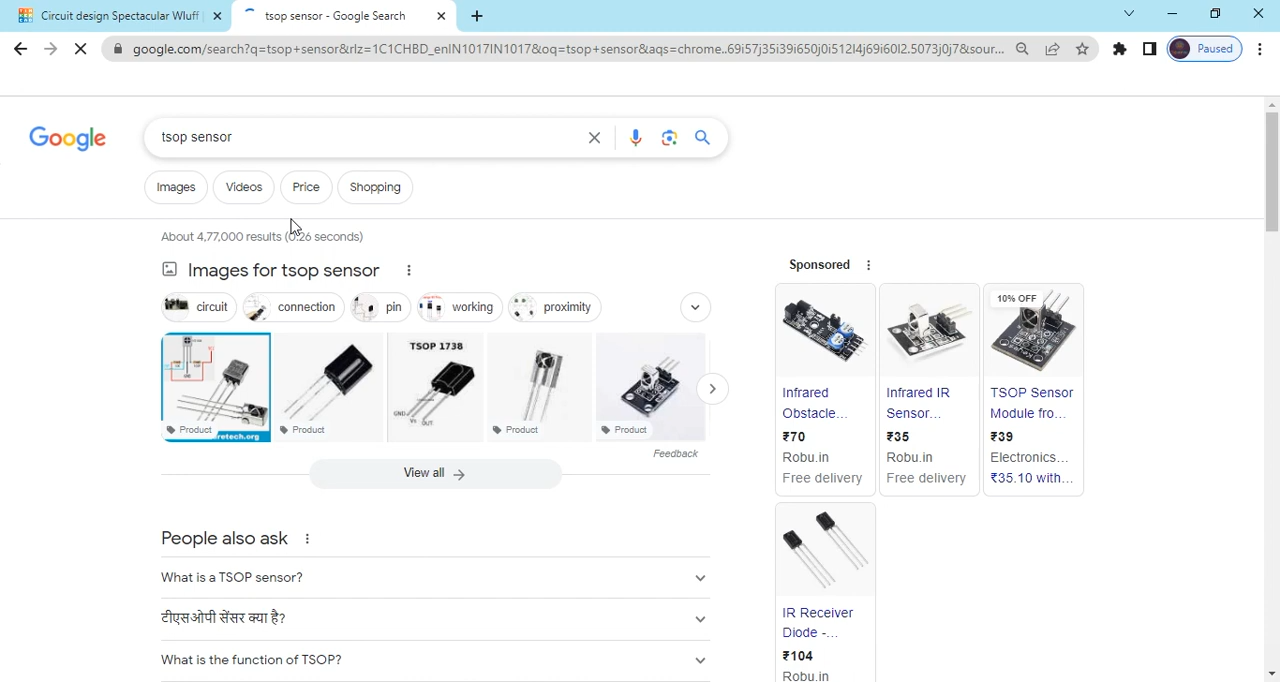 Circuit design Spectacular Wluff
tsop sensor - Google Search
google.com/search?q=tsop+sensor&rlz=1C1CHBD_enIN1017IN1017&oq=tsop+sensor&aqs=chrome..69i57j35i39i650j0i512l4j69i60l2.5073j0j7&sour...
Paused
Google
tsop sensor
Images
Videos
Price
Shopping
About 4,77,000 results (0.26 seconds)
Images for tsop sensor
circuit
connection
pin
working
proximity
Product
retech.org
Product
TSOP 1738
GND
Vs
OUT
Product
Product
Feedback
View all
People also ask
What is a TSOP sensor?
टीएसओपी सेंसर क्या है?
What is the function of TSOP?
Sponsored
Infrared
Obstacle...
₹70
Robu.in
Free delivery
Infrared IR
Sensor...
₹35
Robu.in
Free delivery
10% OFF
TSOP Sensor
Module fro...
₹39
Electronics...
₹35.10 with...
IR Receiver
Diode -...
₹104
Robu.in